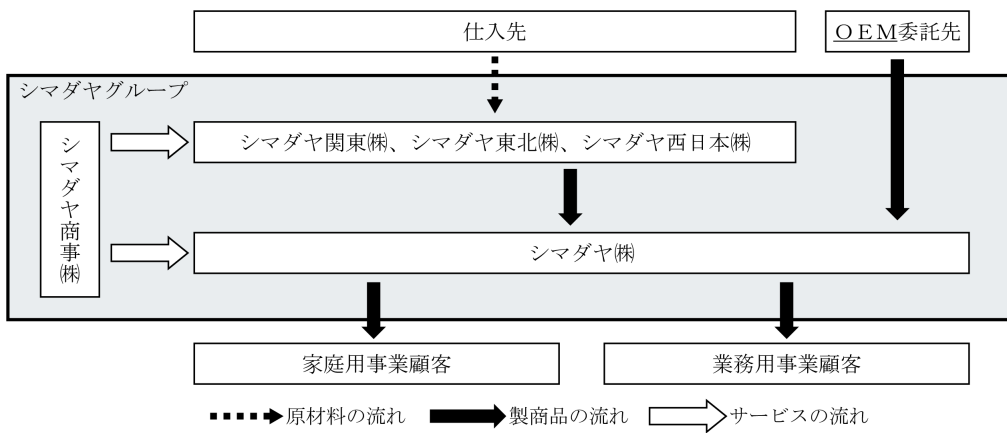 仕入先
OEM委託先
シマダヤグループ
シマダヤ商事㈱
シマダヤ関東㈱、シマダヤ東北㈱、シマダヤ西日本㈱
シマダヤ㈱
家庭用事業顧客
業務用事業顧客
原材料の流れ
製商品の流れ
サービスの流れ